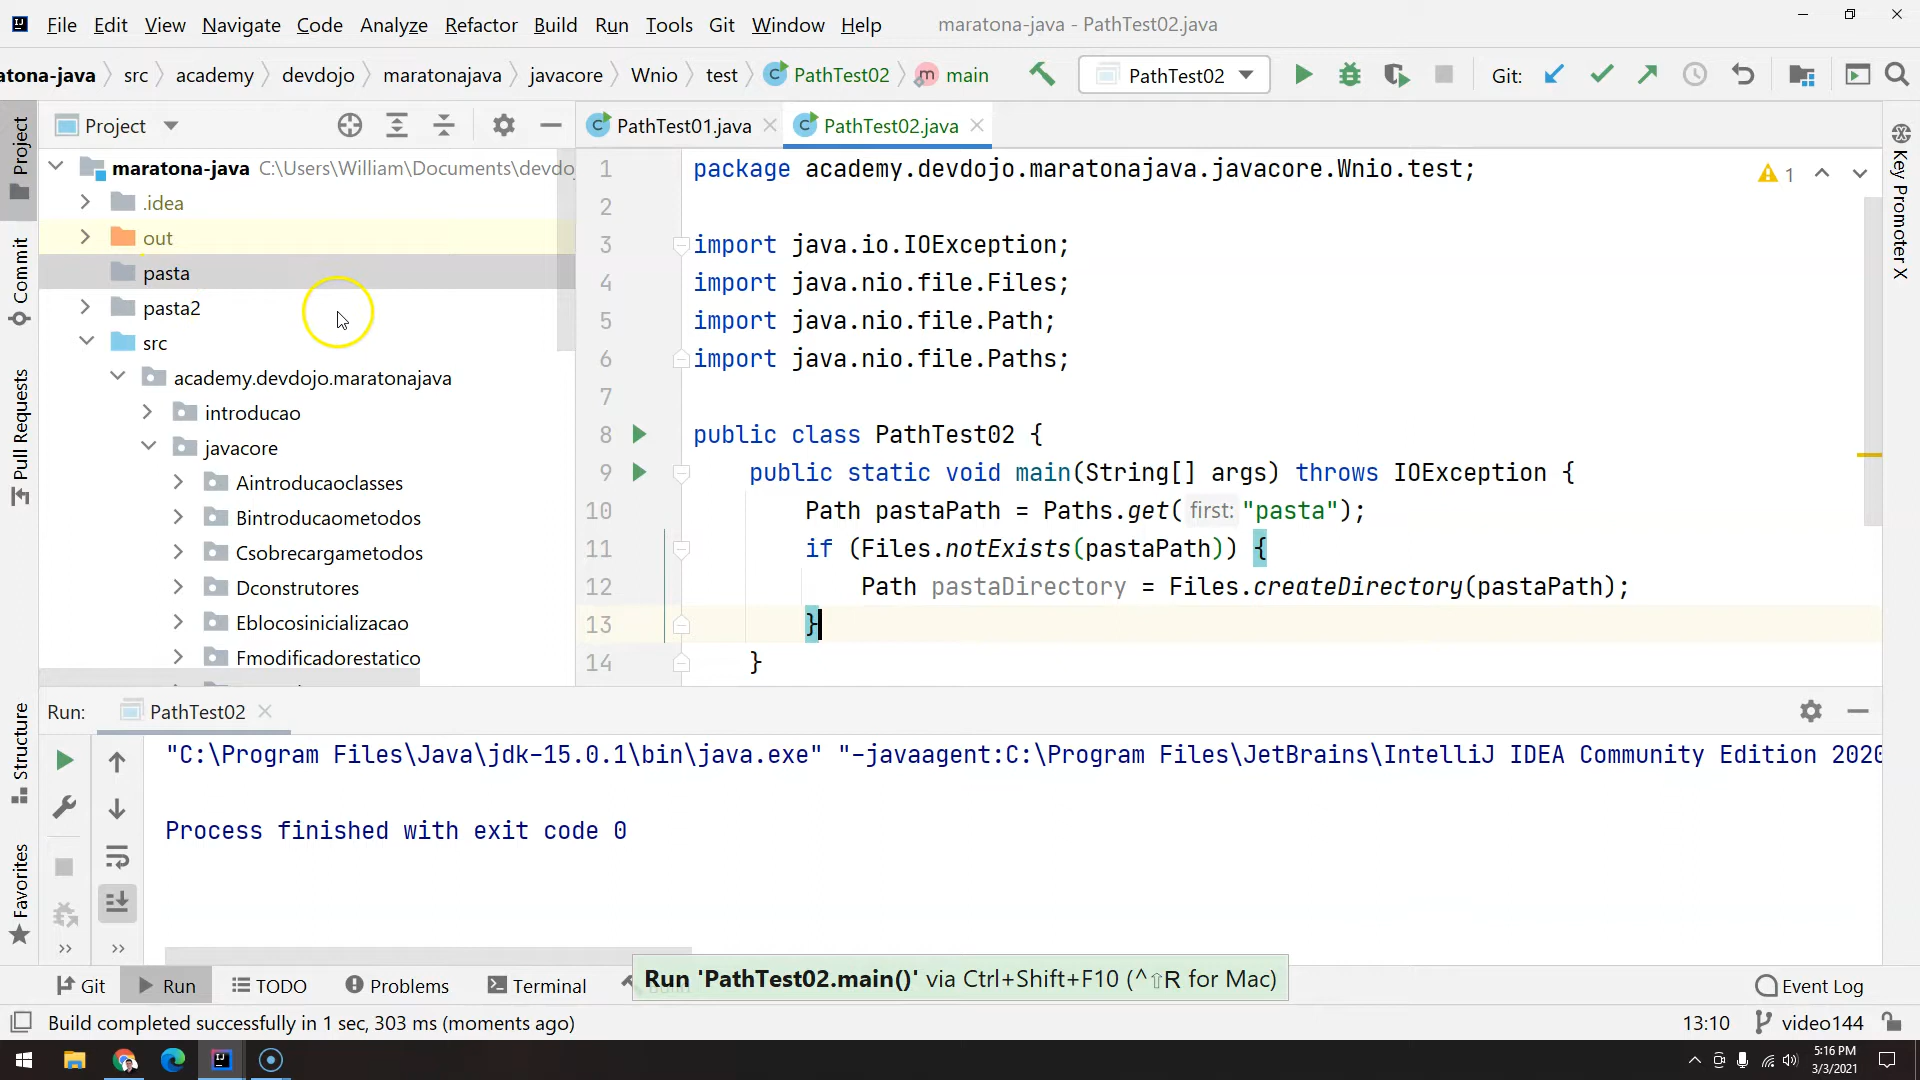 File Edit View Navigate Code Analyze Refactor Build Run Tools Git Window Help maratona-java - PathTest02.java
atona-java src academy devdojo maratonajava javacore Wnio test PathTest02 main PathTest02 Git:
Project
PathTest01.java PathTest02.java
maratona-java C:\Users\William\Documents\devdo
.idea
out
pasta
pasta2
src
academy.devdojo.maratonajava
introducao
javacore
Aintroducaoclasses
Bintroducaometodos
Csobrecargametodos
Dconstrutores
Eblocosinicializacao
Fmodificadorestatico
1 package academy.devdojo.maratonajava.javacore.Wnio.test;
2
3 import java.io.IOException;
4 import java.nio.file.Files;
5 import java.nio.file.Path;
6 import java.nio.file.Paths;
7
8 public class PathTest02 {
9 public static void main(String[] args) throws IOException {
10 Path pastaPath = Paths.get( first: "pasta");
11 if (Files.notExists(pastaPath)) {
12 Path pastaDirectory = Files.createDirectory(pastaPath);
13 }
14 }
1
Project
Commit
Pull Requests
Structure
Favorites
Key Promoter X
Run: PathTest02
"C:\Program Files\Java\jdk-15.0.1\bin\java.exe" "-javaagent:C:\Program Files\JetBrains\IntelliJ IDEA Community Edition 2020
Process finished with exit code 0
Run 'PathTest02.main()' via Ctrl+Shift+F10 (^⇧R for Mac)
Git Run TODO Problems Terminal Event Log
Build completed successfully in 1 sec, 303 ms (moments ago) 13:10 video144
5:16 PM
3/3/2021